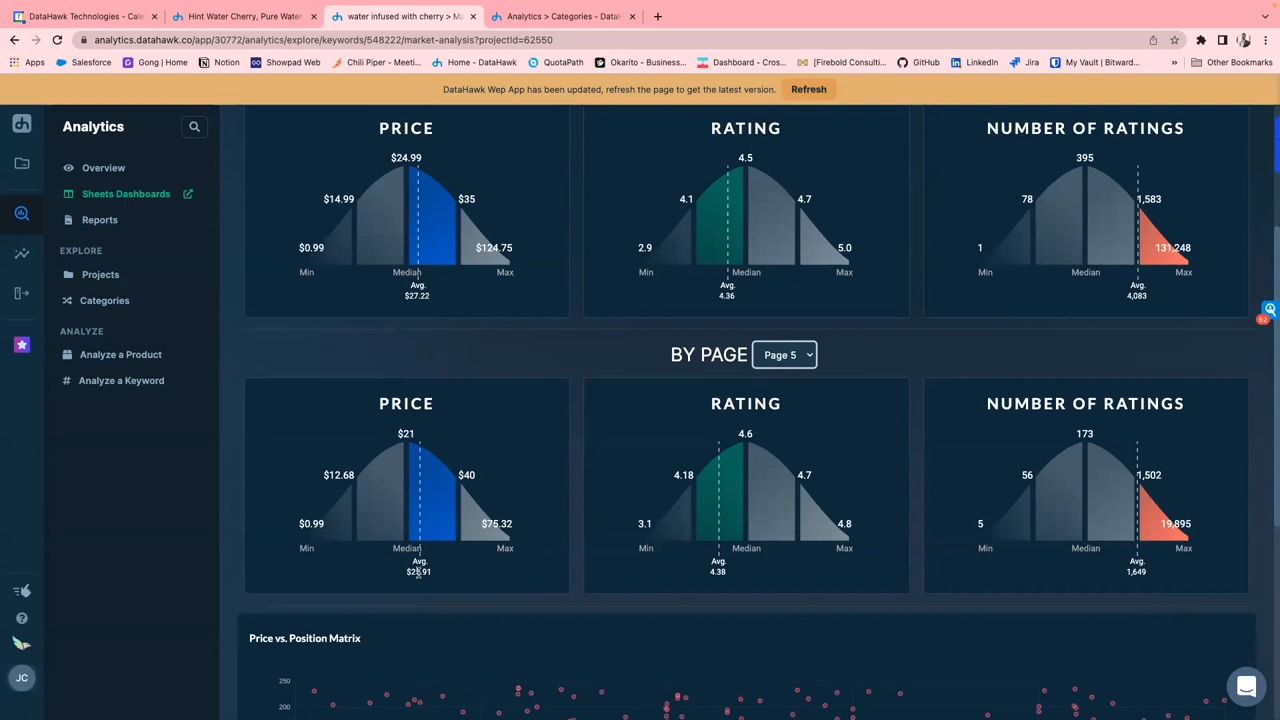 DataHawk Technologies - Cale
Hint Water Cherry, Pure Water
water infused with cherry > Ma
Analytics > Categories - DataH
analytics.datahawk.co/app/30772/analytics/explore/keywords/548222/market-analysis?projectId=62550
Apps
Salesforce
Gong | Home
Notion
Showpad Web
Chili Piper - Meeti...
Home - DataHawk
QuotaPath
Okarito - Business...
Dashboard - Cros...
[Firebold Consulti...
GitHub
LinkedIn
Jira
My Vault | Bitward...
»
Other Bookmarks
DataHawk Wep App has been updated, refresh the page to get the latest version.
Refresh
Analytics
Overview
Sheets Dashboards
Reports
EXPLORE
Projects
Categories
ANALYZE
Analyze a Product
Analyze a Keyword
JC
PRICE
$24.99
$14.99
$35
$0.99
$124.75
Min
Median
Max
Avg.
$27.22
RATING
4.5
4.1
4.7
2.9
5.0
Min
Median
Max
Avg.
4.36
NUMBER OF RATINGS
395
78
1,583
1
131,248
Min
Median
Max
Avg.
4,083
62
BY PAGE
Page 5
PRICE
$21
$12.68
$40
$0.99
$75.32
Min
Median
Max
Avg.
RATING
4.6
4.18
4.7
3.1
4.8
Min
Median
Max
Avg.
4.38
NUMBER OF RATINGS
173
56
1,502
5
19,895
Min
Median
Max
Avg.
1,649
Price vs. Position Matrix
250
200